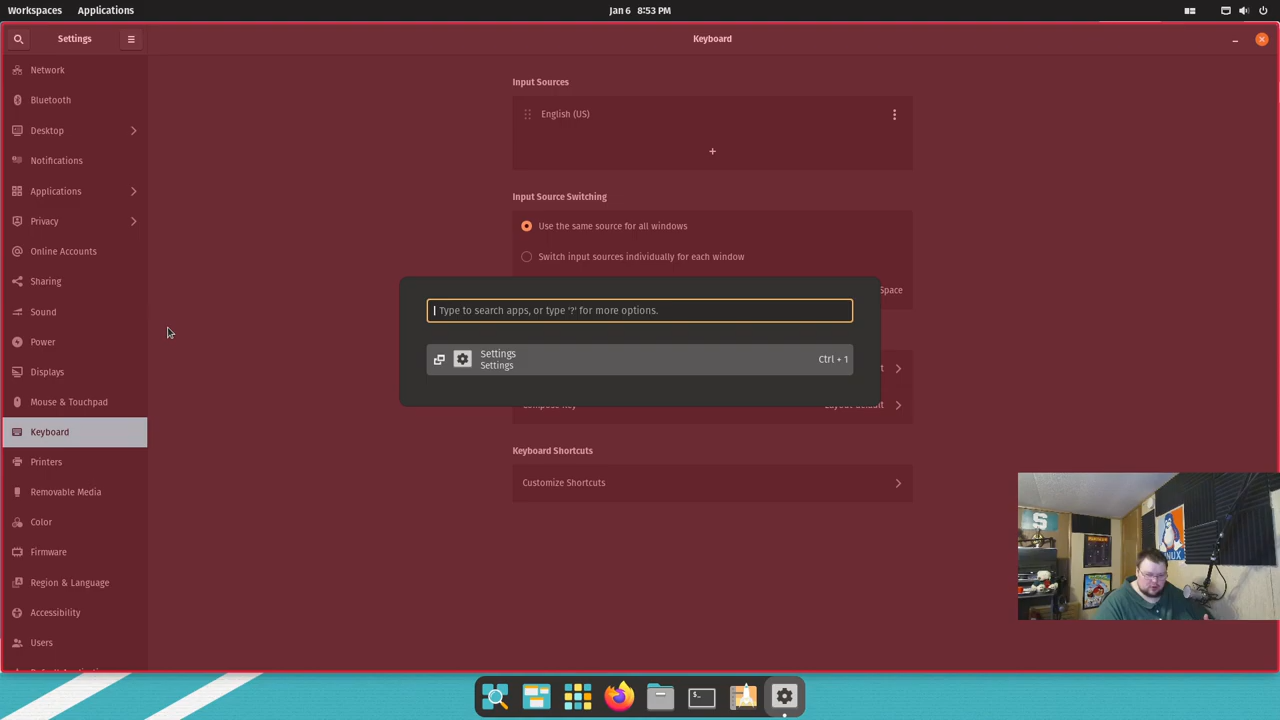 Workspaces
Applications
Jan 6 8:53 PM
Settings
Keyboard
Network
Bluetooth
Desktop
Notifications
Applications
Privacy
Online Accounts
Sharing
Sound
Power
Displays
Mouse & Touchpad
Keyboard
Printers
Removable Media
Color
Firmware
Region & Language
Accessibility
Users
Input Sources
English (US)
Input Source Switching
Use the same source for all windows
Switch input sources individually for each window
Space
Type to search apps, or type '?' for more options.
Settings
Settings
Ctrl + 1
Keyboard Shortcuts
Customize Shortcuts
S